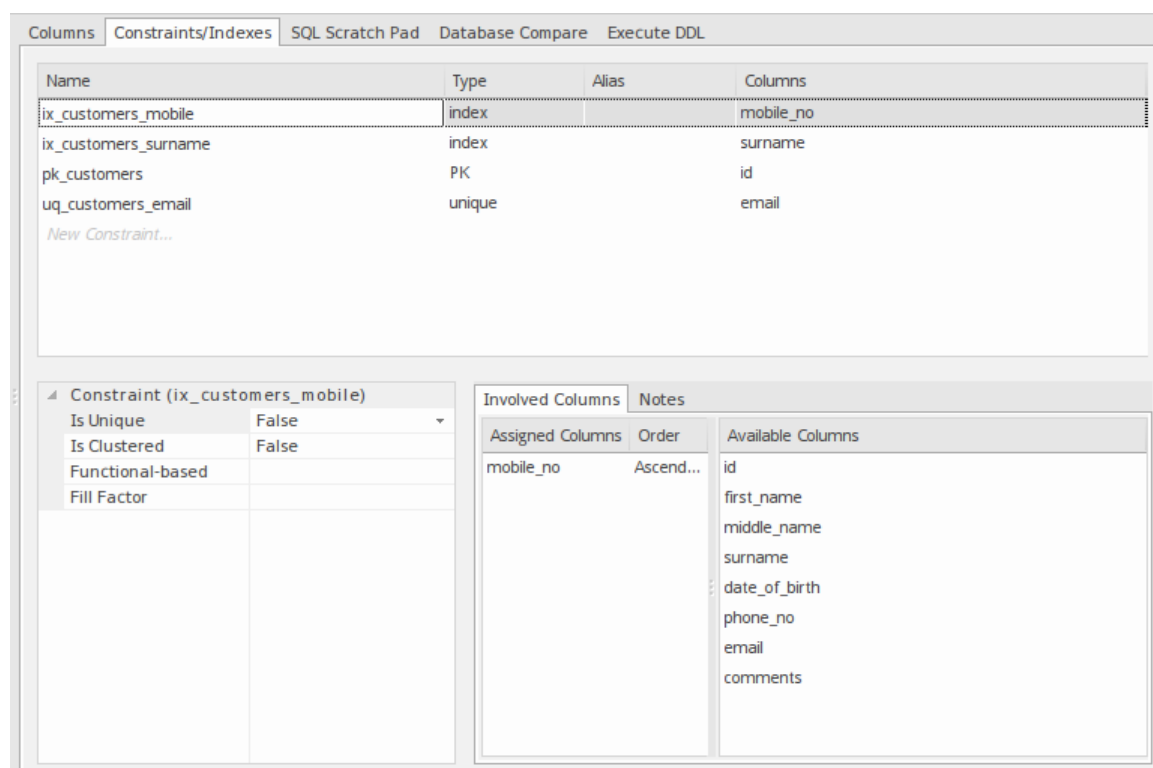 Columns Constraints/Indexes SQL Scratch Pad Database Compare Execute DDL
Name Type Alias Columns
ix_customers_mobile index mobile_no
ix_customers_surname index surname
pk_customers PK id
uq_customers_email unique email
New Constraint...
Constraint (ix_customers_mobile)
Is Unique False
Is Clustered False
Functional-based
Fill Factor
Involved Columns Notes
Assigned Columns Order
mobile_no Ascend...
Available Columns
id
first_name
middle_name
surname
date_of_birth
phone_no
email
comments